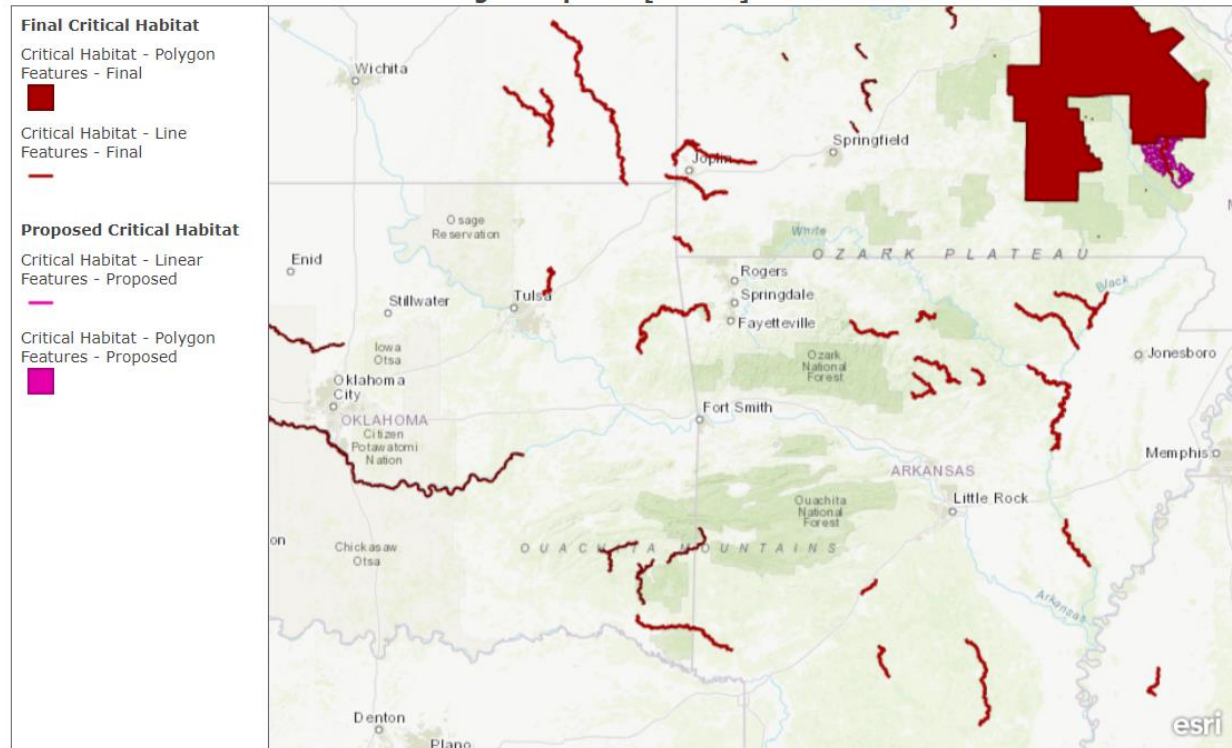 Final Critical Habitat
Critical Habitat - Polygon
Features - Final
Critical Habitat - Line
Features - Final
Proposed Critical Habitat
Critical Habitat - Linear
Features - Proposed
Critical Habitat - Polygon
Features - Proposed
Wichita
Springfield
Joplin
Osage
Reservation
White
OZARK PLATEAU
Enid
Rogers
Black
Stillwater
Tulsa
Springdale
Fayetteville
Iowa
Otsa
Ozark
National
Forest
Jonesboro
Oklahoma
City
OKLAHOMA
Citizen
Potawatomi
Nation
Fort Smith
Memphis
ARKANSAS
Little Rock
Ouachita
National
Forest
on
Chickasaw
Otsa
OUACHITA MOUNTAINS
Arkansas
Denton
Plano
esri